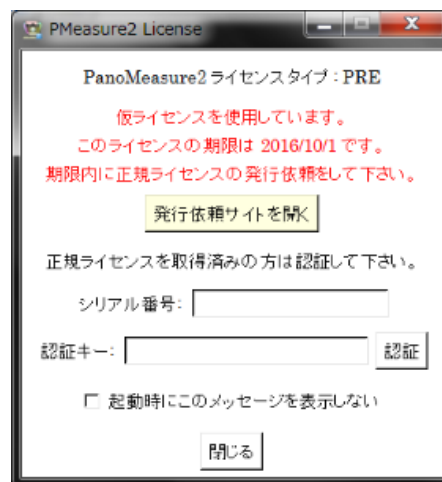 PMeasure2 License
PanoMeasure2 ライセンスタイプ : PRE
仮ライセンスを使用しています。
このライセンスの期限は 2016/10/1 です。
期限内に正規ライセンスの発行依頼をして下さい。
発行依頼サイトを開く
正規ライセンスを取得済みの方は認証して下さい。
シリアル番号:
認証キー:
認証
起動時にこのメッセージを表示しない
閉じる